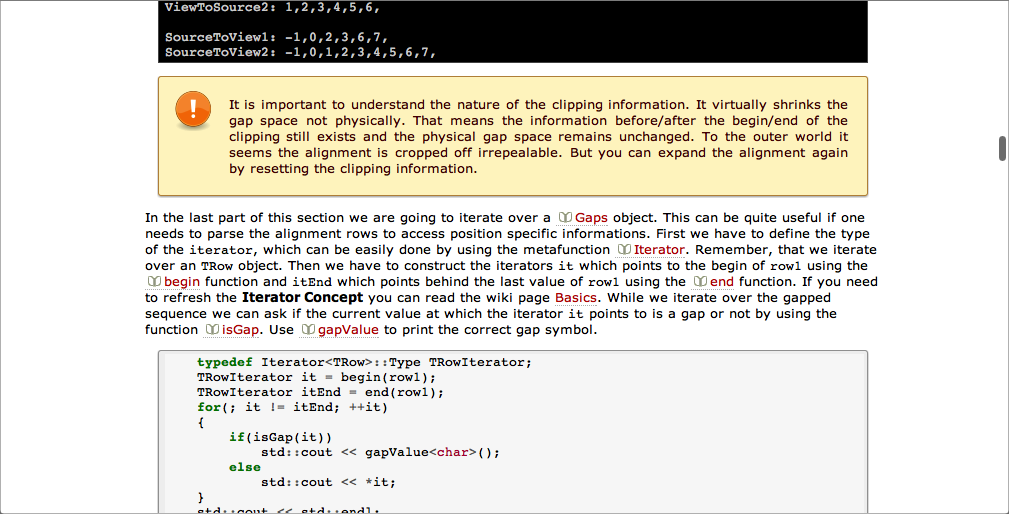 ViewToSource2: 1,2,3,4,5,6,
SourceToView1: -1,0,2,3,6,7,
SourceToView2: -1,0,1,2,3,4,5,6,7,
It is important to understand the nature of the clipping information. It virtually shrinks the
gap space not physically. That means the information before/after the begin/end of the
clipping still exists and the physical gap space remains unchanged. To the outer world it
seems the alignment is cropped off irrepealable. But you can expand the alignment again
by resetting the clipping information.
In the last part of this section we are going to iterate over a Gaps object. This can be quite useful if one
needs to parse the alignment rows to access position specific informations. First we have to define the type
of the iterator, which can be easily done by using the metafunction Iterator. Remember, that we iterate
over an TRow object. Then we have to construct the iterators it which points to the begin of row1 using the
begin function and itEnd which points behind the last value of row1 using the end function. If you need
to refresh the Iterator Concept you can read the wiki page Basics. While we iterate over the gapped
sequence we can ask if the current value at which the iterator it points to is a gap or not by using the
function isGap. Use gapValue to print the correct gap symbol.
typedef Iterator<TRow>::Type TRowIterator;
TRowIterator it = begin(row1);
TRowIterator itEnd = end(row1);
for(; it != itEnd; ++it)
{
if(isGap(it))
std::cout << gapValue<char>();
else
std::cout << *it;
}
std::cout << std::endl;